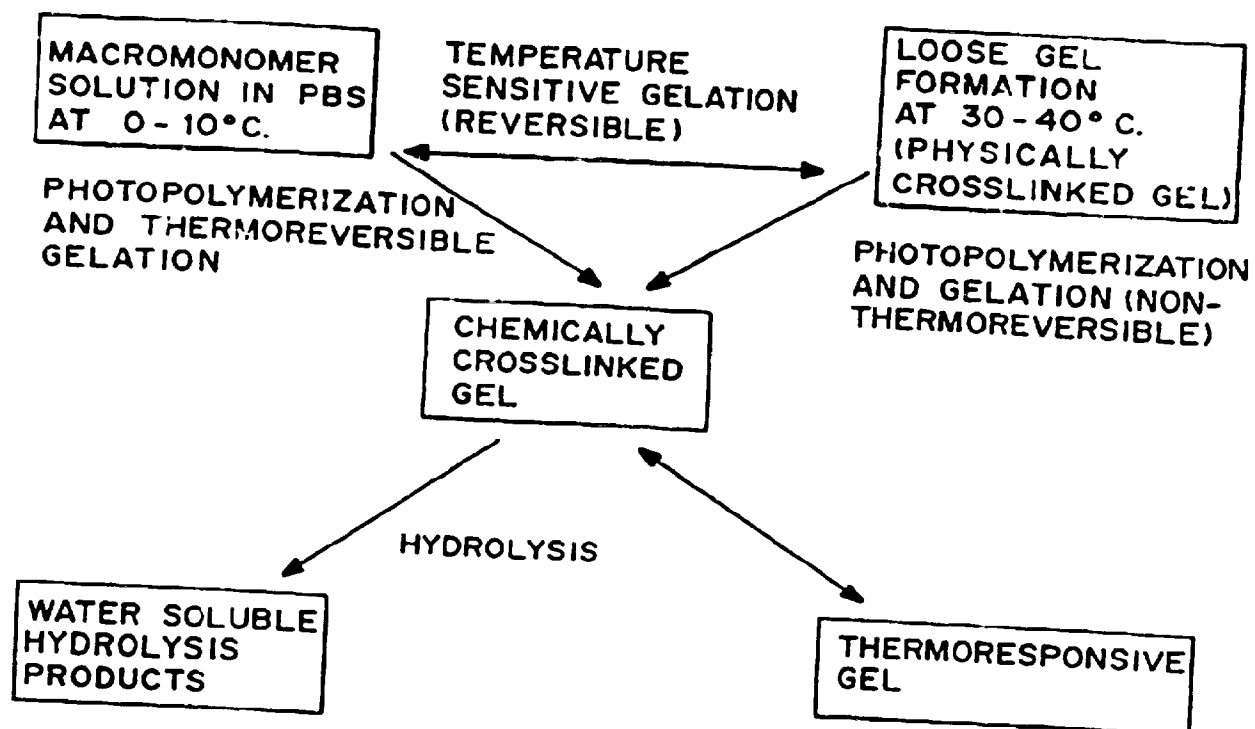 MACROMONOMER
SOLUTION IN PBS
AT 0-10°C.
TEMPERATURE
SENSITIVE GELATION
(REVERSIBLE)
LOOSE GEL
FORMATION
AT 30-40° C.
(PHYSICALLY
CROSSLINKED GEL)
PHOTOPOLYMERIZATION
AND THERMOREVERSIBLE
GELATION
PHOTOPOLYMERIZATION
AND GELATION (NON-
THERMOREVERSIBLE)
CHEMICALLY
CROSSLINKED
GEL
HYDROLYSIS
WATER SOLUBLE
HYDROLYSIS
PRODUCTS
THERMORESPONSIVE
GEL